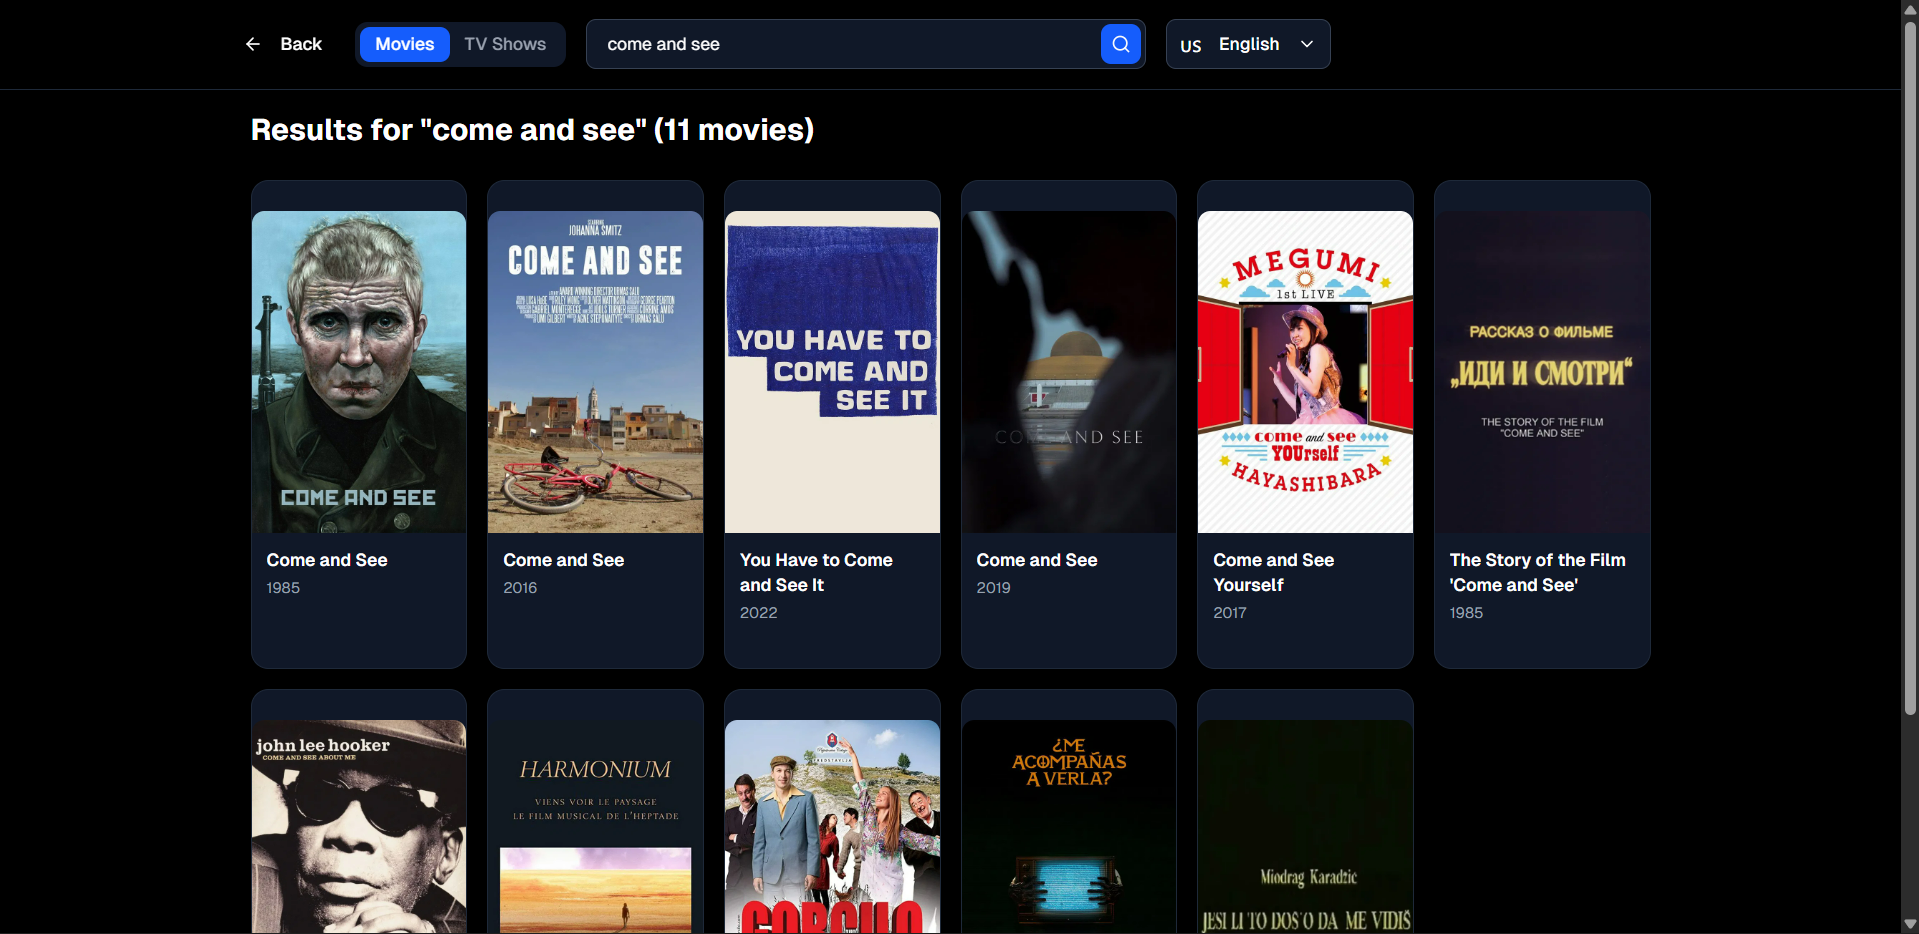 Back
Movies
TV Shows
come and see
US
English
Results for "come and see" (11 movies)
COME AND SEE
Come and See
1985
JOHANNA SMITZ
COME AND SEE
Come and See
2016
YOU HAVE TO
COME AND
SEE IT
You Have to Come
and See It
2022
COME AND SEE
Come and See
2019
MEGUMI
1st LIVE
come and see
YOUrself
HAYASHIBARA
Come and See
Yourself
2017
РАССКАЗ О ФИЛЬМЕ
„ИДИ И СМОТРИ“
THE STORY OF THE FILM
"COME AND SEE"
The Story of the Film
'Come and See'
1985
john lee hooker
COME AND SEE ABOUT ME
HARMONIUM
VIENS VOIR LE PAYSAGE
LE FILM MUSICAL DE L'HEPTADE
¿ME
ACOMPAÑAS
A VERLA?
Miodrag Karadzic
JESI LI TO DOS'O DA ME VIDIŠ